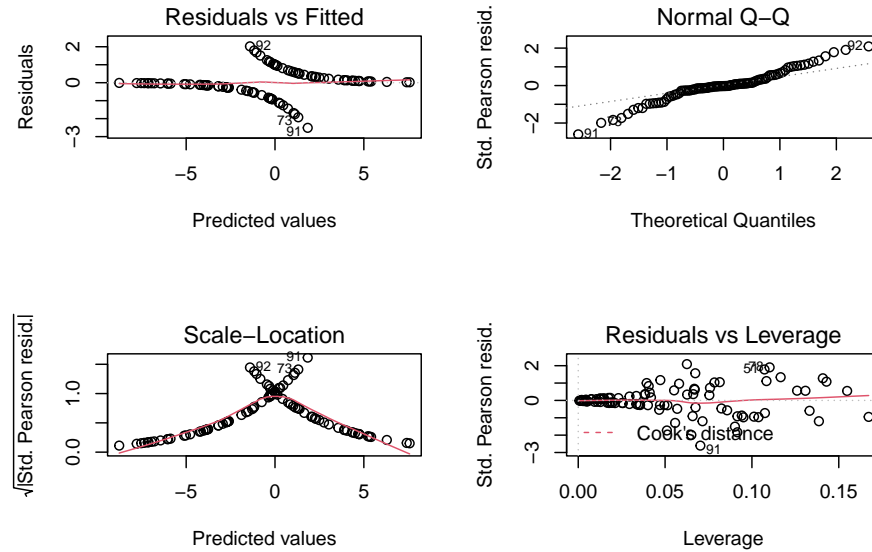 Residuals vs Fitted
Residuals
2
0
−3
92
73
91
−5
0
5
Predicted values
Normal Q−Q
Std. Pearson resid.
2
0
−2
92
91
−2
−1
0
1
2
Theoretical Quantiles
Scale−Location
√|Std. Pearson resid.|
1.0
0.0
92
73
91
−5
0
5
Predicted values
Residuals vs Leverage
Std. Pearson resid.
2
1
−1
−3
91
Cook's distance
0.00
0.05
0.10
0.15
Leverage